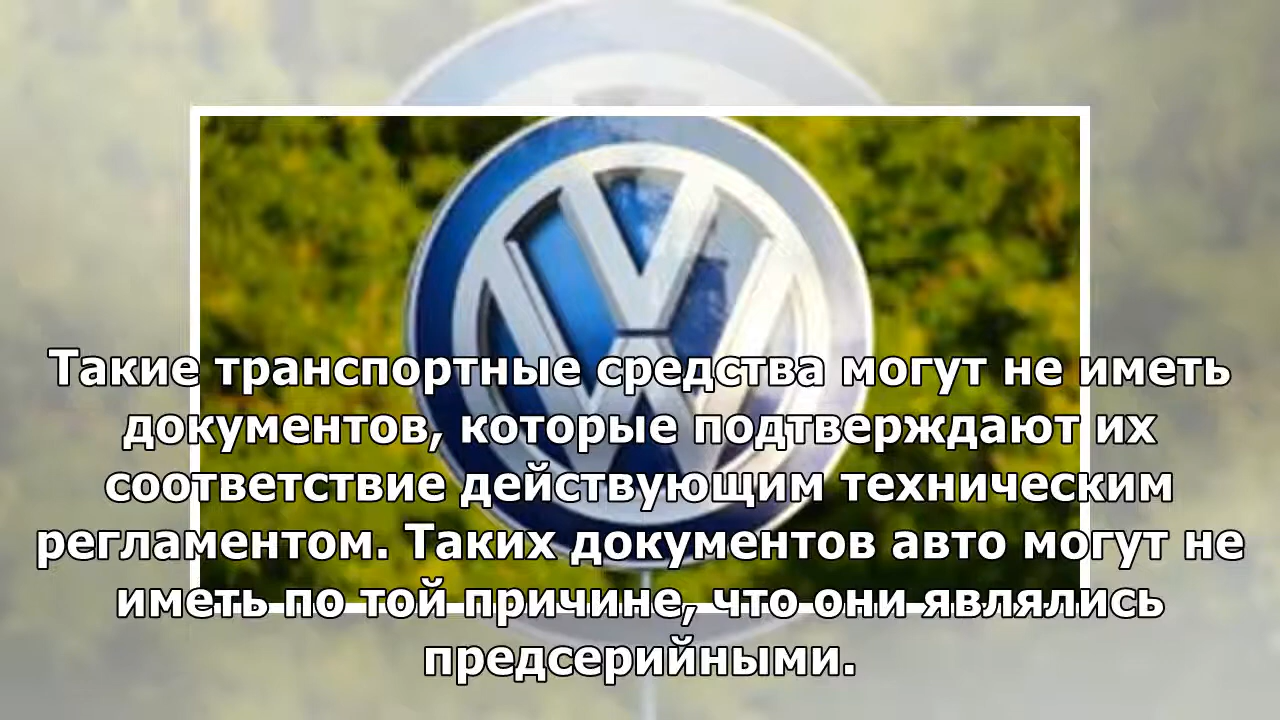 Такие транспортные средства могут не иметь
документов, которые подтверждают их
соответствие действующим техническим
регламентом. Таких документов авто могут не
иметь по той причине, что они являлись
предсерийными.